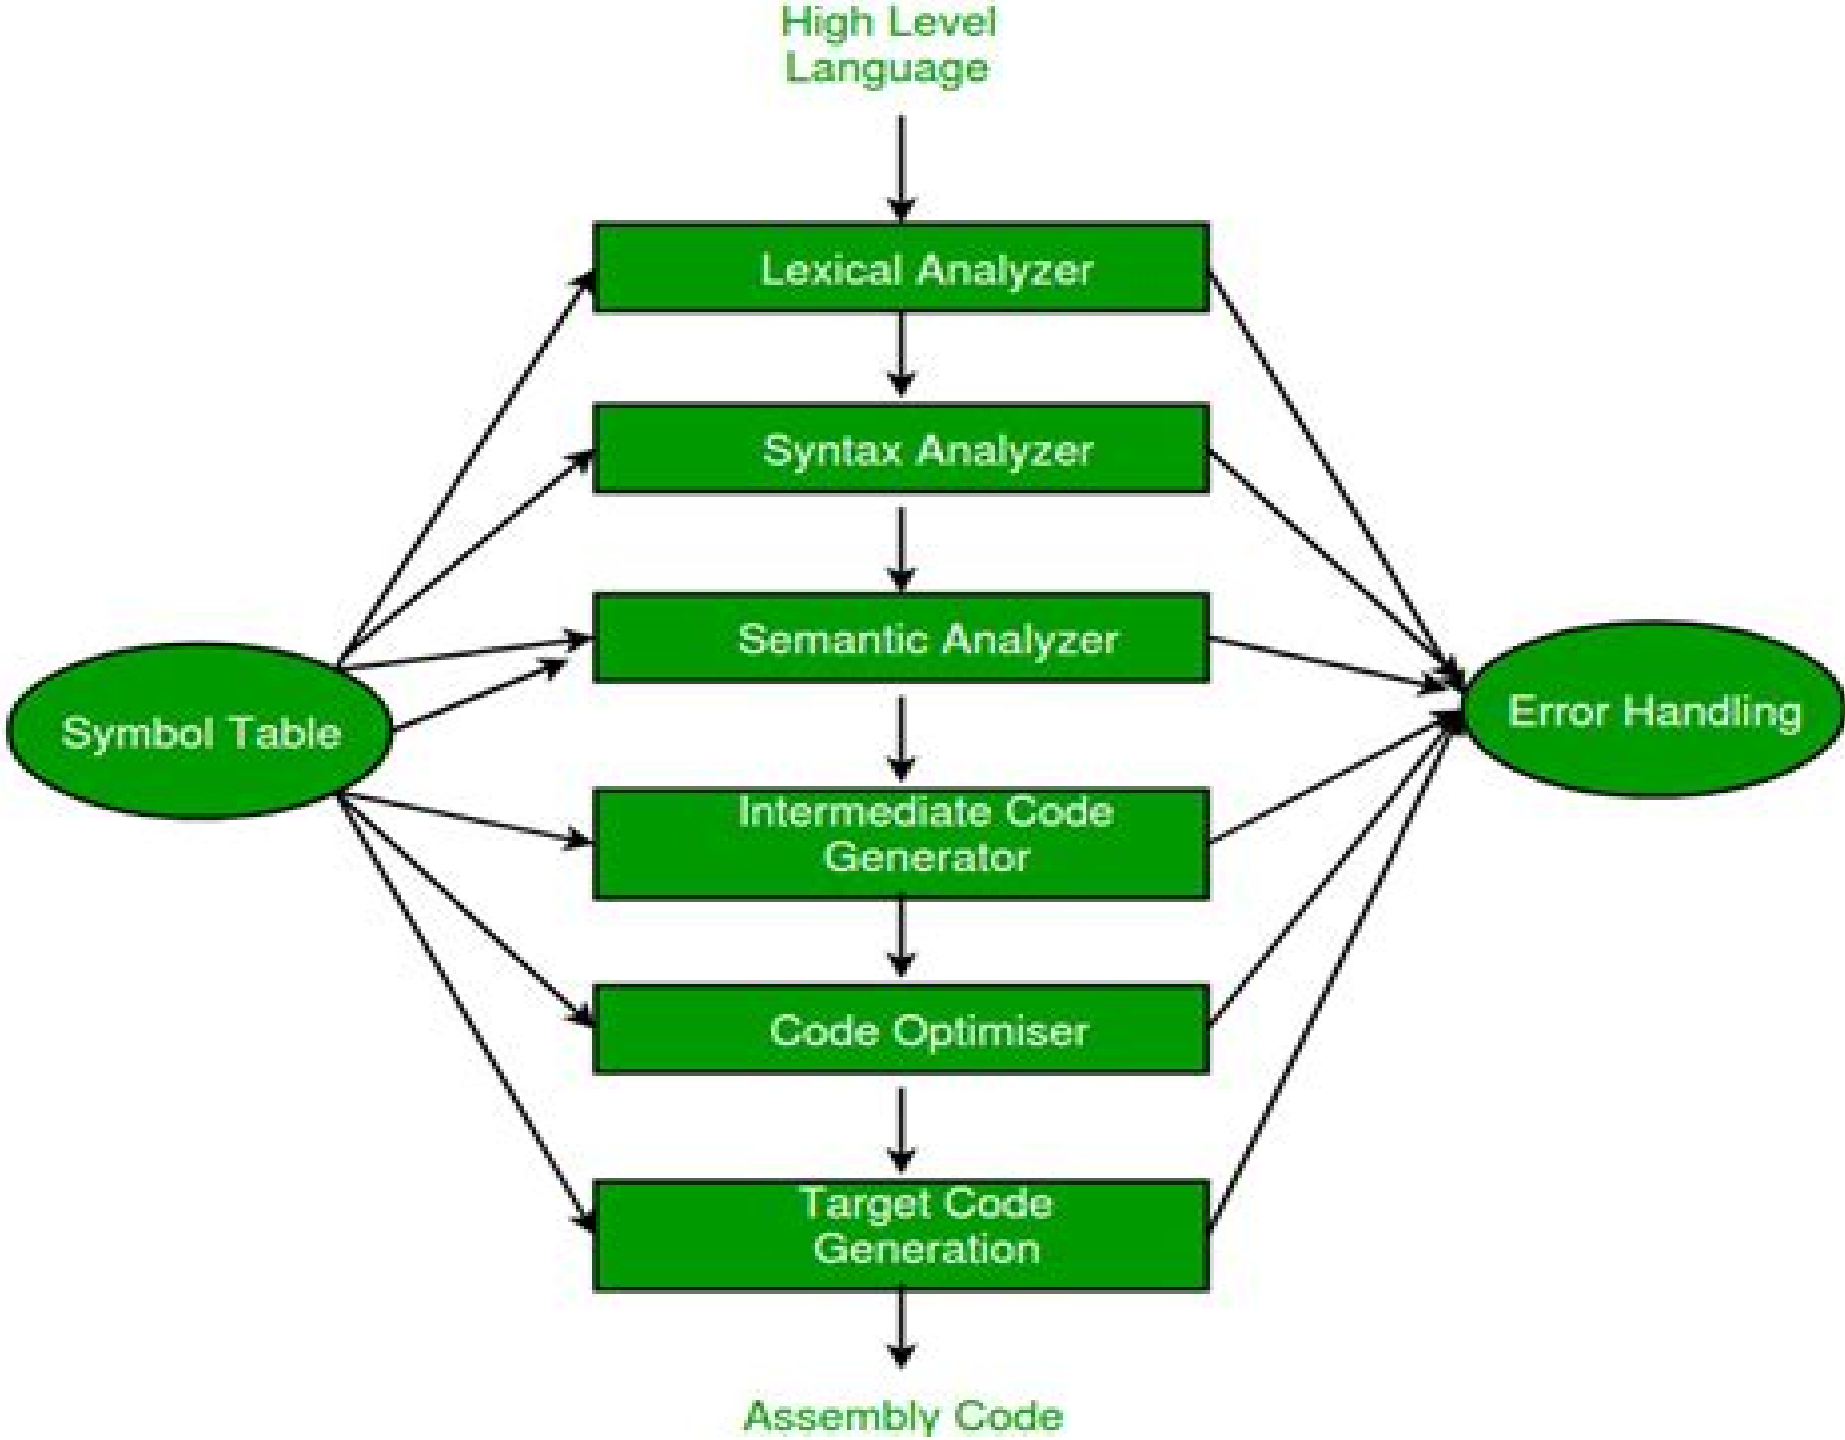 High Level
Language
Lexical Analyzer
Syntax Analyzer
Semantic Analyzer
Symbol Table
Error Handling
Intermediate Code
Generator
Code Optimiser
Target Code
Generation
Assembly Code